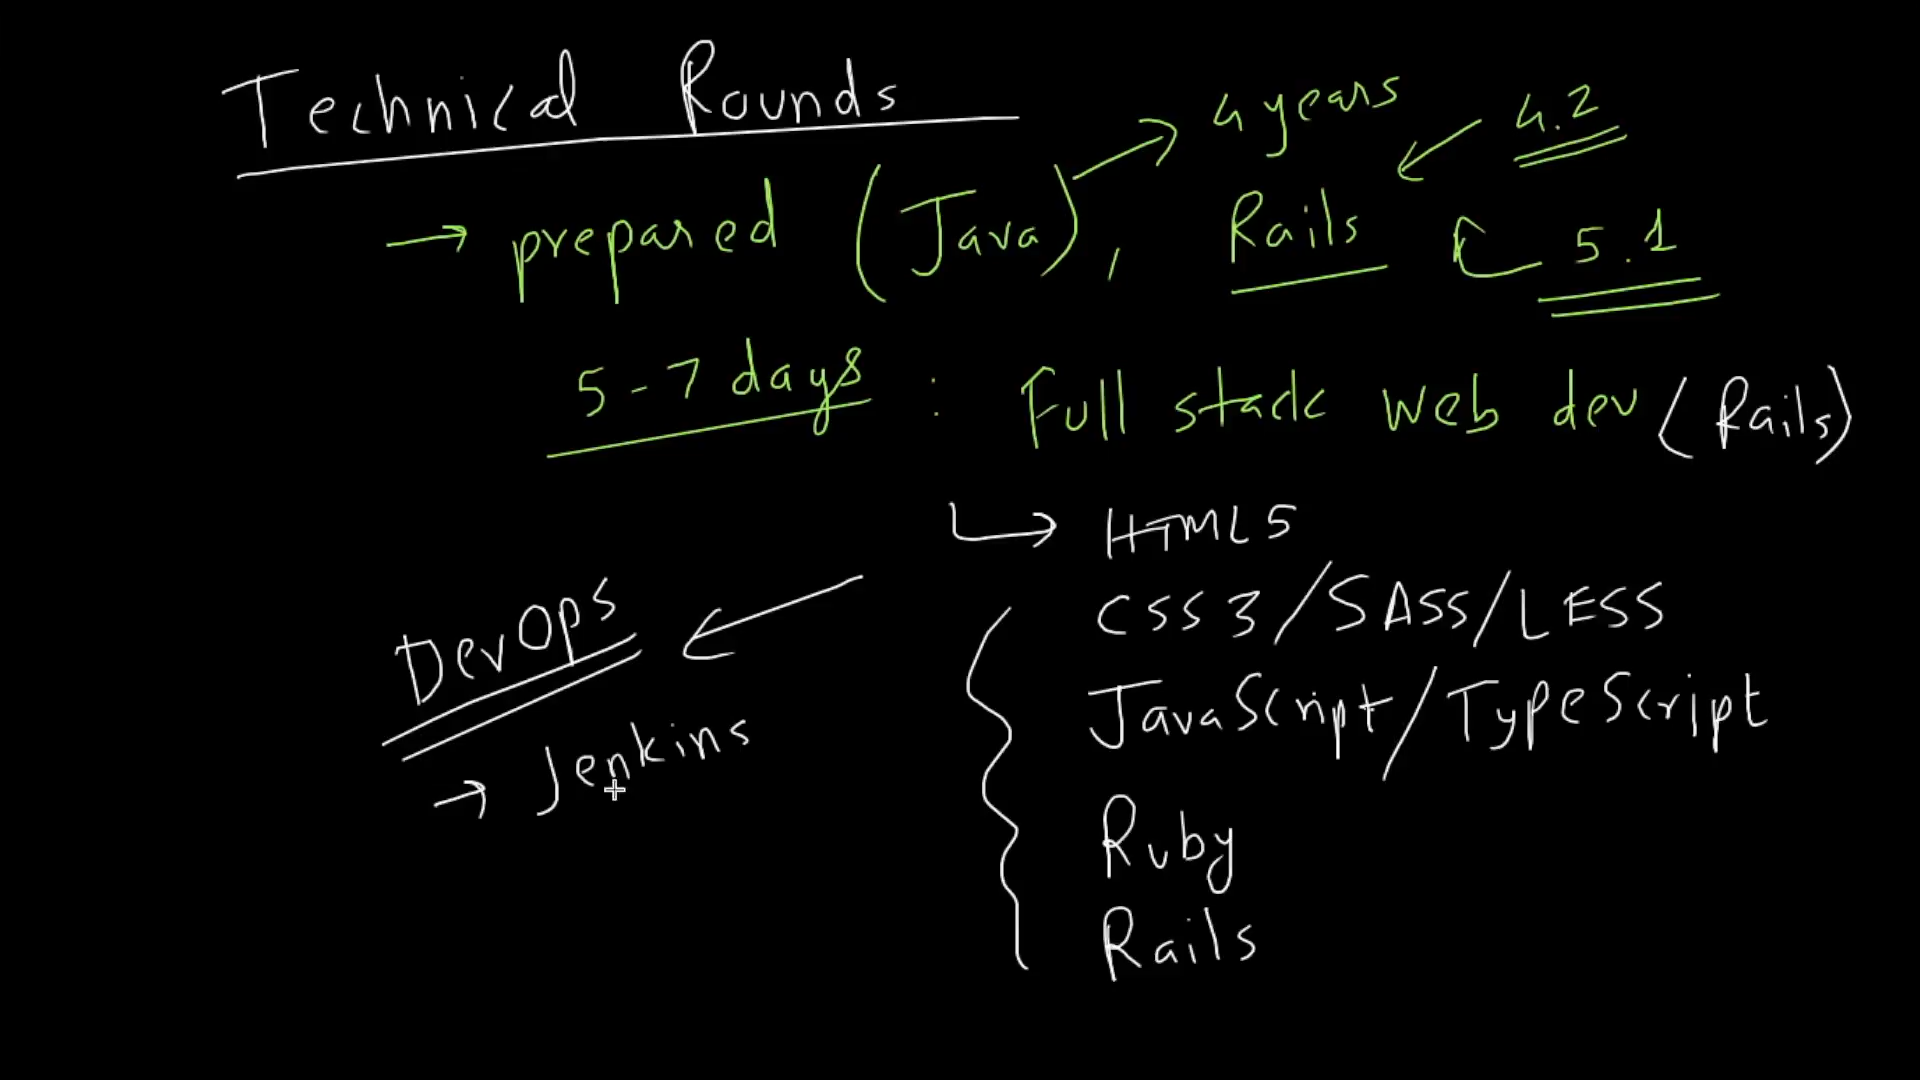 Technical Rounds
4 years
4.2
→ prepared (Java), Rails
5.1
5-7 days : Full stack web dev (Rails)
HTML5
CSS3/SASS/LESS
DevOps
JavaScript/TypeScript
→ Jenkins
Ruby
Rails